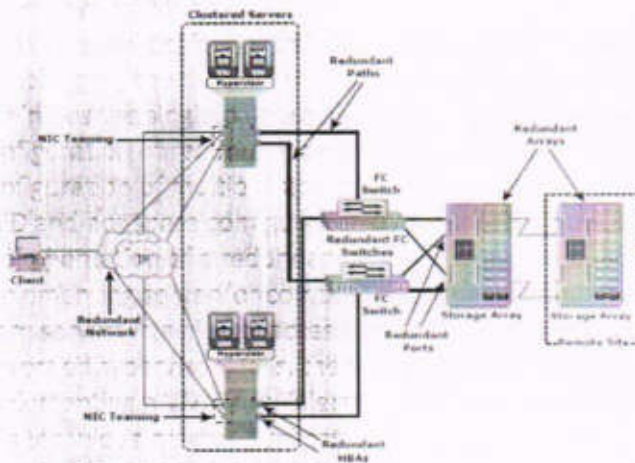 Clustered Servers
Hypervisor
Redundant
Paths
NIC Teaming
Redundant
Arrays
FC
Switch
Redundant FC
Switches
Client
IP
FC
Switch
Storage Array
Storage Array
Redundant
Network
Redundant
Ports
Remote Site
Hypervisor
NIC Teaming
Redundant
HBAs